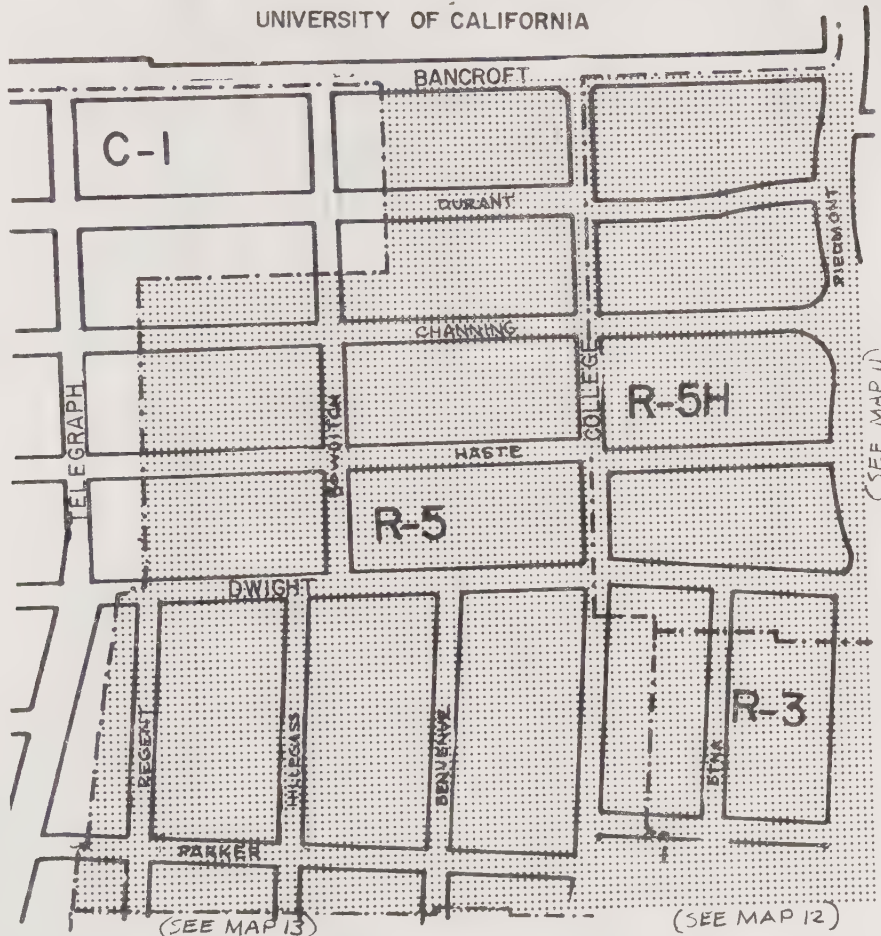 UNIVERSITY OF CALIFORNIA
BANCROFT
C-1
DURANT
PIEDMONT
CHANNING
TELEGRAPH
COLLEGE
R-5H
(SEE MAP 11)
BOWDITCH
HASTE
R-5
DWIGHT
REGENT
HILLEGASS
BENVENUE
ETNA
R-3
PARKER
(SEE MAP 13)
(SEE MAP 12)